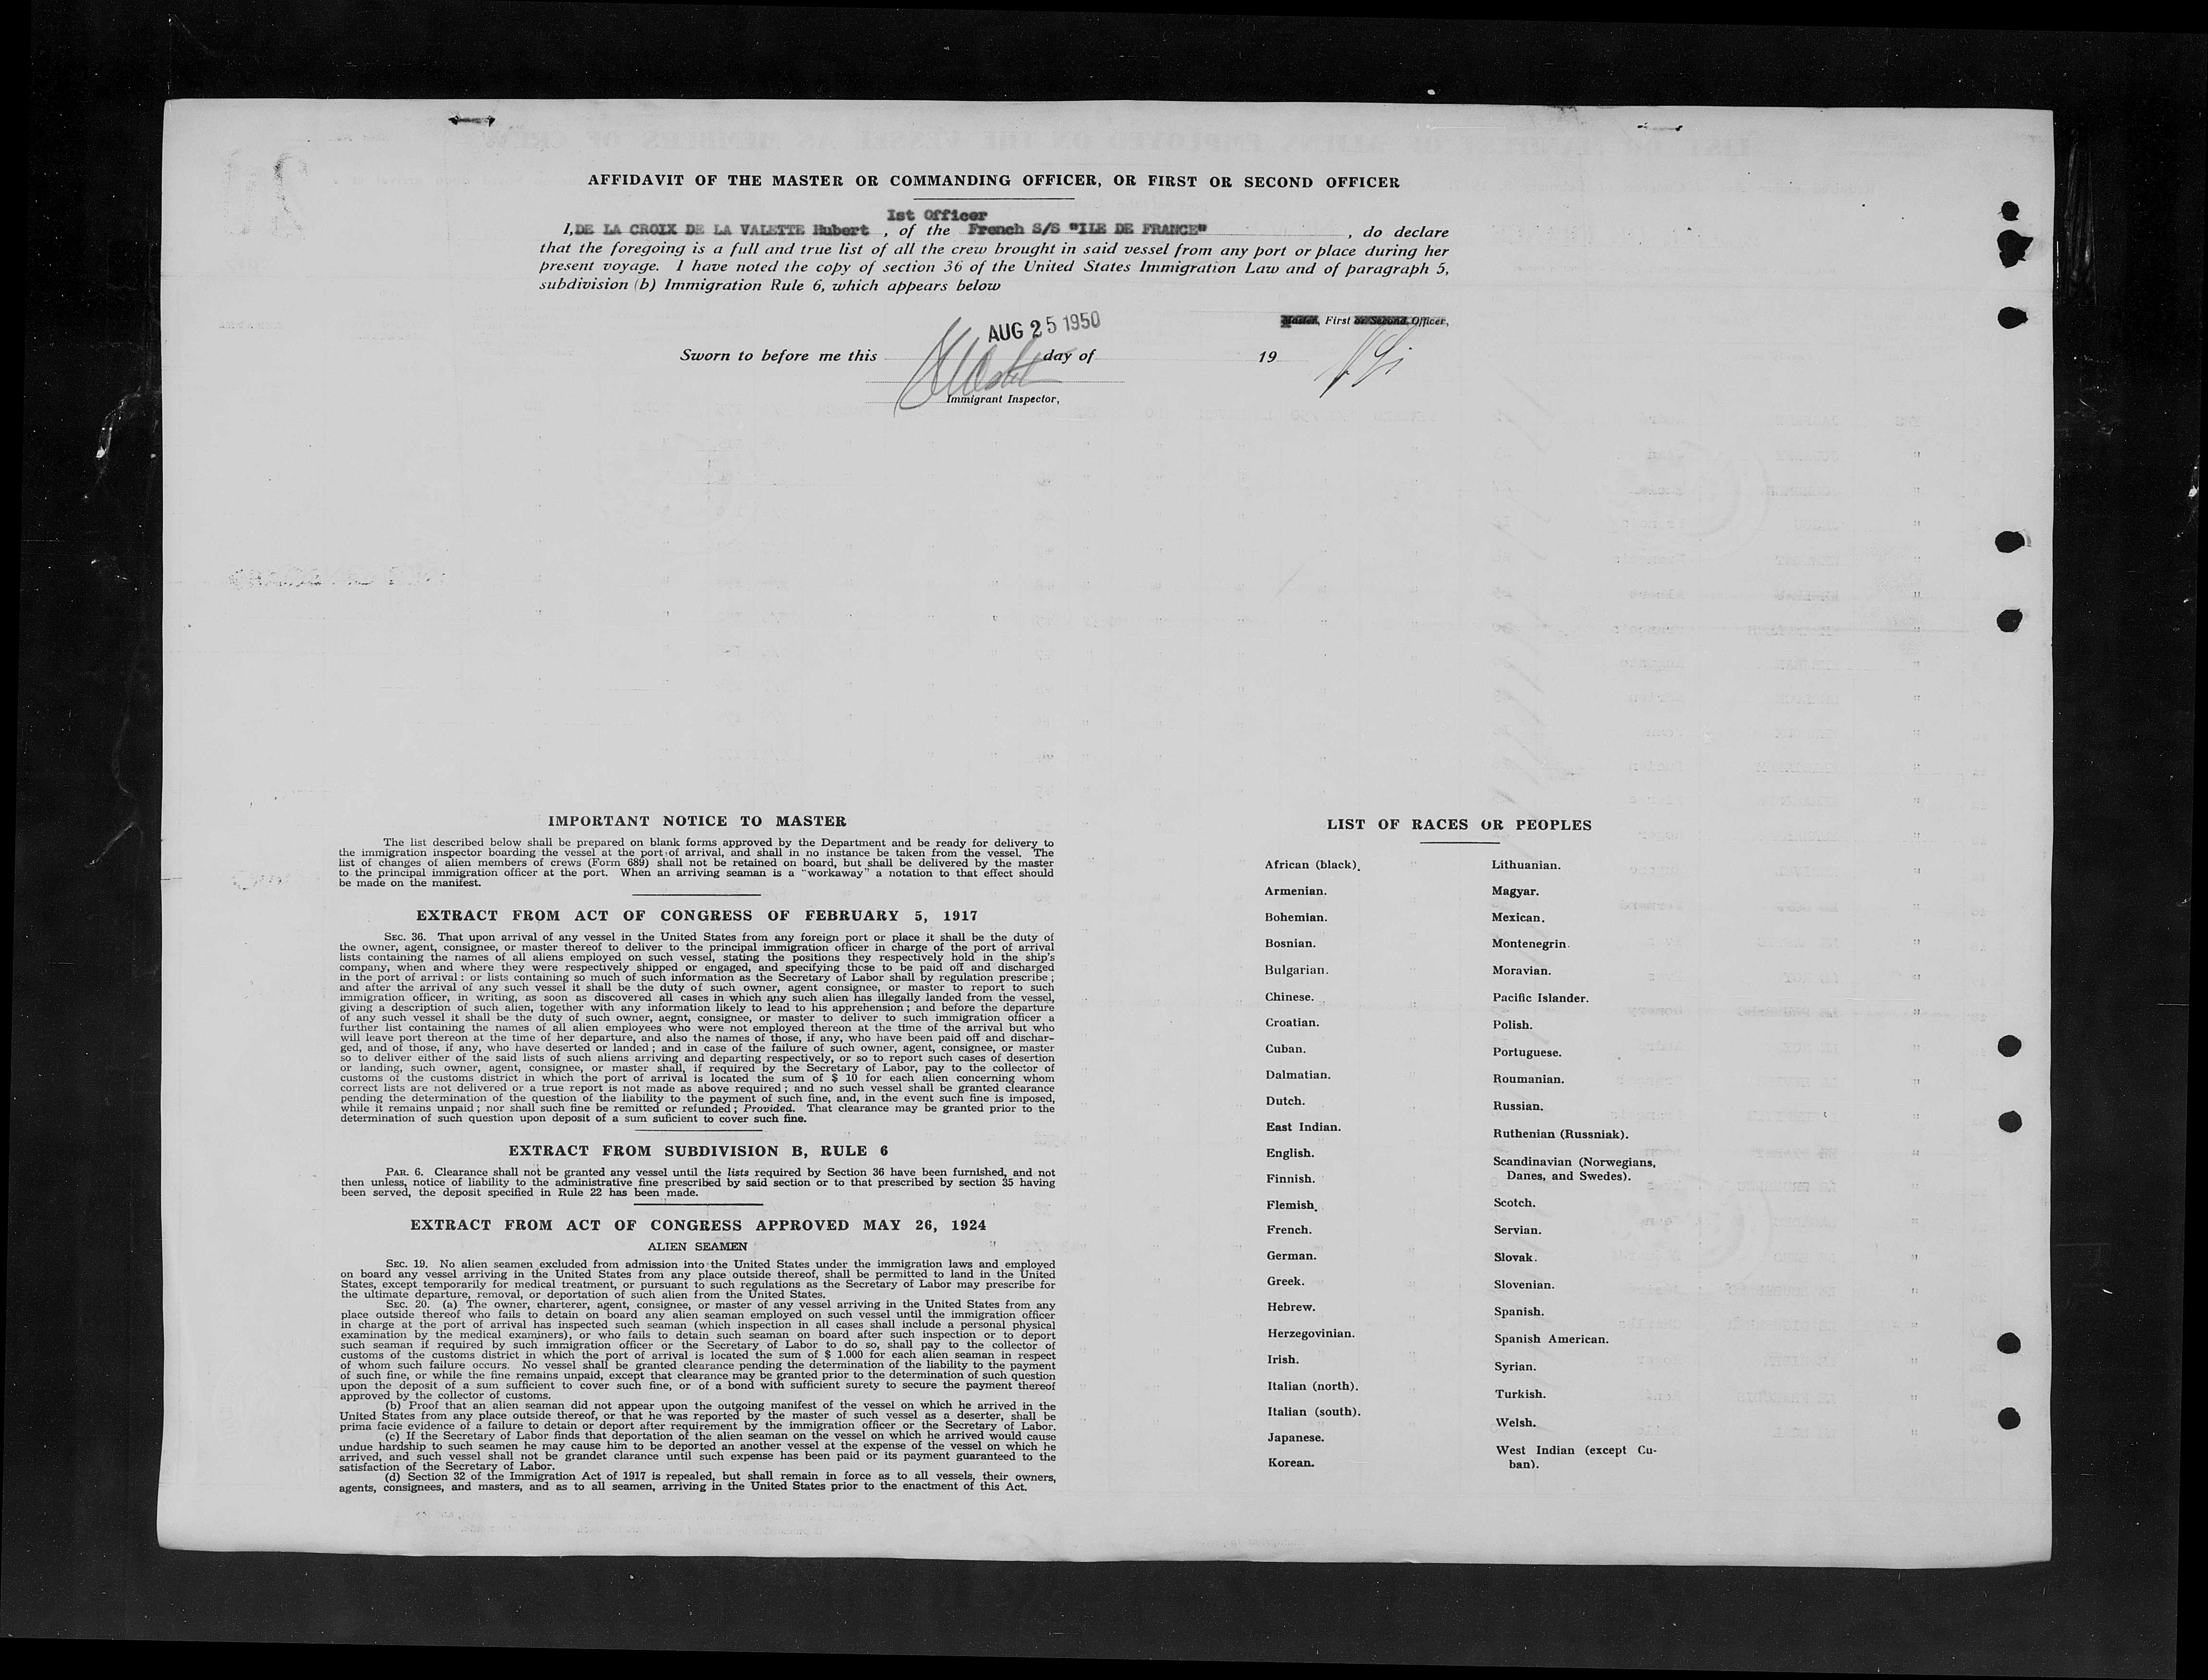 AFFIDAVIT OF THE MASTER OR COMMANDING OFFICER, OR FIRST OR SECOND OFFICER
Ist Officer
I, DE LA CROIX DE LA VALETTE Hubert , of the French S/S "ILE DE FRANCE" , do declare
that the foregoing is a full and true list of all the crew brought in said vessel from any port or place during her
present voyage. I have noted the copy of section 36 of the United States Immigration Law and of paragraph 5,
subdivision (b) Immigration Rule 6, which appears below
Master, First or Second Officer,
AUG 25 1950
Sworn to before me this day of 19
Immigrant Inspector,
IMPORTANT NOTICE TO MASTER
The list described below shall be prepared on blank forms approved by the Department and be ready for delivery to
the immigration inspector boarding the vessel at the port of arrival, and shall in no instance be taken from the vessel. The
list of changes of alien members of crews (Form 689) shall not be retained on board, but shall be delivered by the master
to the principal immigration officer at the port. When an arriving seaman is a "workaway" a notation to that effect should
be made on the manifest.
EXTRACT FROM ACT OF CONGRESS OF FEBRUARY 5, 1917
SEC. 36. That upon arrival of any vessel in the United States from any foreign port or place it shall be the duty of
the owner, agent, consignee, or master thereof to deliver to the principal immigration officer in charge of the port of arrival
lists containing the names of all aliens employed on such vessel, stating the positions they respectively hold in the ship's
company, when and where they were respectively shipped or engaged, and specifying those to be paid off and discharged
in the port of arrival : or lists containing so much of such information as the Secretary of Labor shall by regulation prescribe ;
and after the arrival of any such vessel it shall be the duty of such owner, agent consignee, or master to report to such
immigration officer, in writing, as soon as discovered all cases in which any such alien has illegally landed from the vessel,
giving a description of such alien, together with any information likely to lead to his apprehension ; and before the departure
of any such vessel it shall be the duty of such owner, aegnt, consignee, or master to deliver to such immigration officer a
further list containing the names of all alien employees who were not employed thereon at the time of the arrival but who
will leave port thereon at the time of her departure, and also the names of those, if any, who have been paid off and dischar-
ged, and of those, if any, who have deserted or landed ; and in case of the failure of such owner, agent, consignee, or master
so to deliver either of the said lists of such aliens arriving and departing respectively, or so to report such cases of desertion
or landing, such owner, agent, consignee, or master shall, if required by the Secretary of Labor, pay to the collector of
customs of the customs district in which the port of arrival is located the sum of $ 10 for each alien concerning whom
correct lists are not delivered or a true report is not made as above required ; and no such vessel shall be granted clearance
pending the determination of the question of the liability to the payment of such fine, and, in the event such fine is imposed,
while it remains unpaid ; nor shall such fine be remitted or refunded ; Provided. That clearance may be granted prior to the
determination of such question upon deposit of a sum suficient to cover such fine.
EXTRACT FROM SUBDIVISION B, RULE 6
PAR. 6. Clearance shall not be granted any vessel until the lists required by Section 36 have been furnished, and not
then unless, notice of liability to the administrative fine prescribed by said section or to that prescribed by section 35 having
been served, the deposit specified in Rule 22 has been made.
EXTRACT FROM ACT OF CONGRESS APPROVED MAY 26, 1924
ALIEN SEAMEN
SEC. 19. No alien seamen excluded from admission into the United States under the immigration laws and employed
on board any vessel arriving in the United States from any place outside thereof, shall be permitted to land in the United
States, except temporarily for medical treatment, or pursuant to such regulations as the Secretary of Labor may prescribe for
the ultimate departure, removal, or deportation of such alien from the United States.
SEC. 20. (a) The owner, charterer, agent, consignee, or master of any vessel arriving in the United States from any
place outside thereof who fails to detain on board any alien seaman employed on such vessel until the immigration officer
in charge at the port of arrival has inspected such seaman (which inspection in all cases shall include a personal physical
examination by the medical examiners), or who fails to detain such seaman on board after such inspection or to deport
such seaman if required by such immigration officer or the Secretary of Labor to do so, shall pay to the collector of
customs of the customs district in which the port of arrival is located the sum of $ 1.000 for each alien seaman in respect
of whom such failure occurs. No vessel shall be granted clearance pending the determination of the liability to the payment
of such fine, or while the fine remains unpaid, except that clearance may be granted prior to the determination of such question
upon the deposit of a sum sufficient to cover such fine, or of a bond with sufficient surety to secure the payment thereof
approved by the collector of customs.
(b) Proof that an alien seaman did not appear upon the outgoing manifest of the vessel on which he arrived in the
United States from any place outside thereof, or that he was reported by the master of such vessel as a deserter, shall be
prima facie evidence of a failure to detain or deport after requirement by the immigration officer or the Secretary of Labor.
(c) If the Secretary of Labor finds that deportation of the alien seaman on the vessel on which he arrived would cause
undue hardship to such seamen he may cause him to be deported an another vessel at the expense of the vessel on which he
arrived, and such vessel shall not be grandet clarance until such expense has been paid or its payment guaranteed to the
satisfaction of the Secretary of Labor.
(d) Section 32 of the Immigration Act of 1917 is repealed, but shall remain in force as to all vessels, their owners,
agents, consignees, and masters, and as to all seamen, arriving in the United States prior to the enactment of this Act.
LIST OF RACES OR PEOPLES
African (black).
Armenian.
Bohemian.
Bosnian.
Bulgarian.
Chinese.
Croatian.
Cuban.
Dalmatian.
Dutch.
East Indian.
English.
Finnish.
Flemish.
French.
German.
Greek.
Hebrew.
Herzegovinian.
Irish.
Italian (north).
Italian (south).
Japanese.
Korean.
Lithuanian.
Magyar.
Mexican.
Montenegrin.
Moravian.
Pacific Islander.
Polish.
Portuguese.
Roumanian.
Russian.
Ruthenian (Russniak).
Scandinavian (Norwegians,
Danes, and Swedes).
Scotch.
Servian.
Slovak.
Slovenian.
Spanish.
Spanish American.
Syrian.
Turkish.
Welsh.
West Indian (except Cu-
ban).